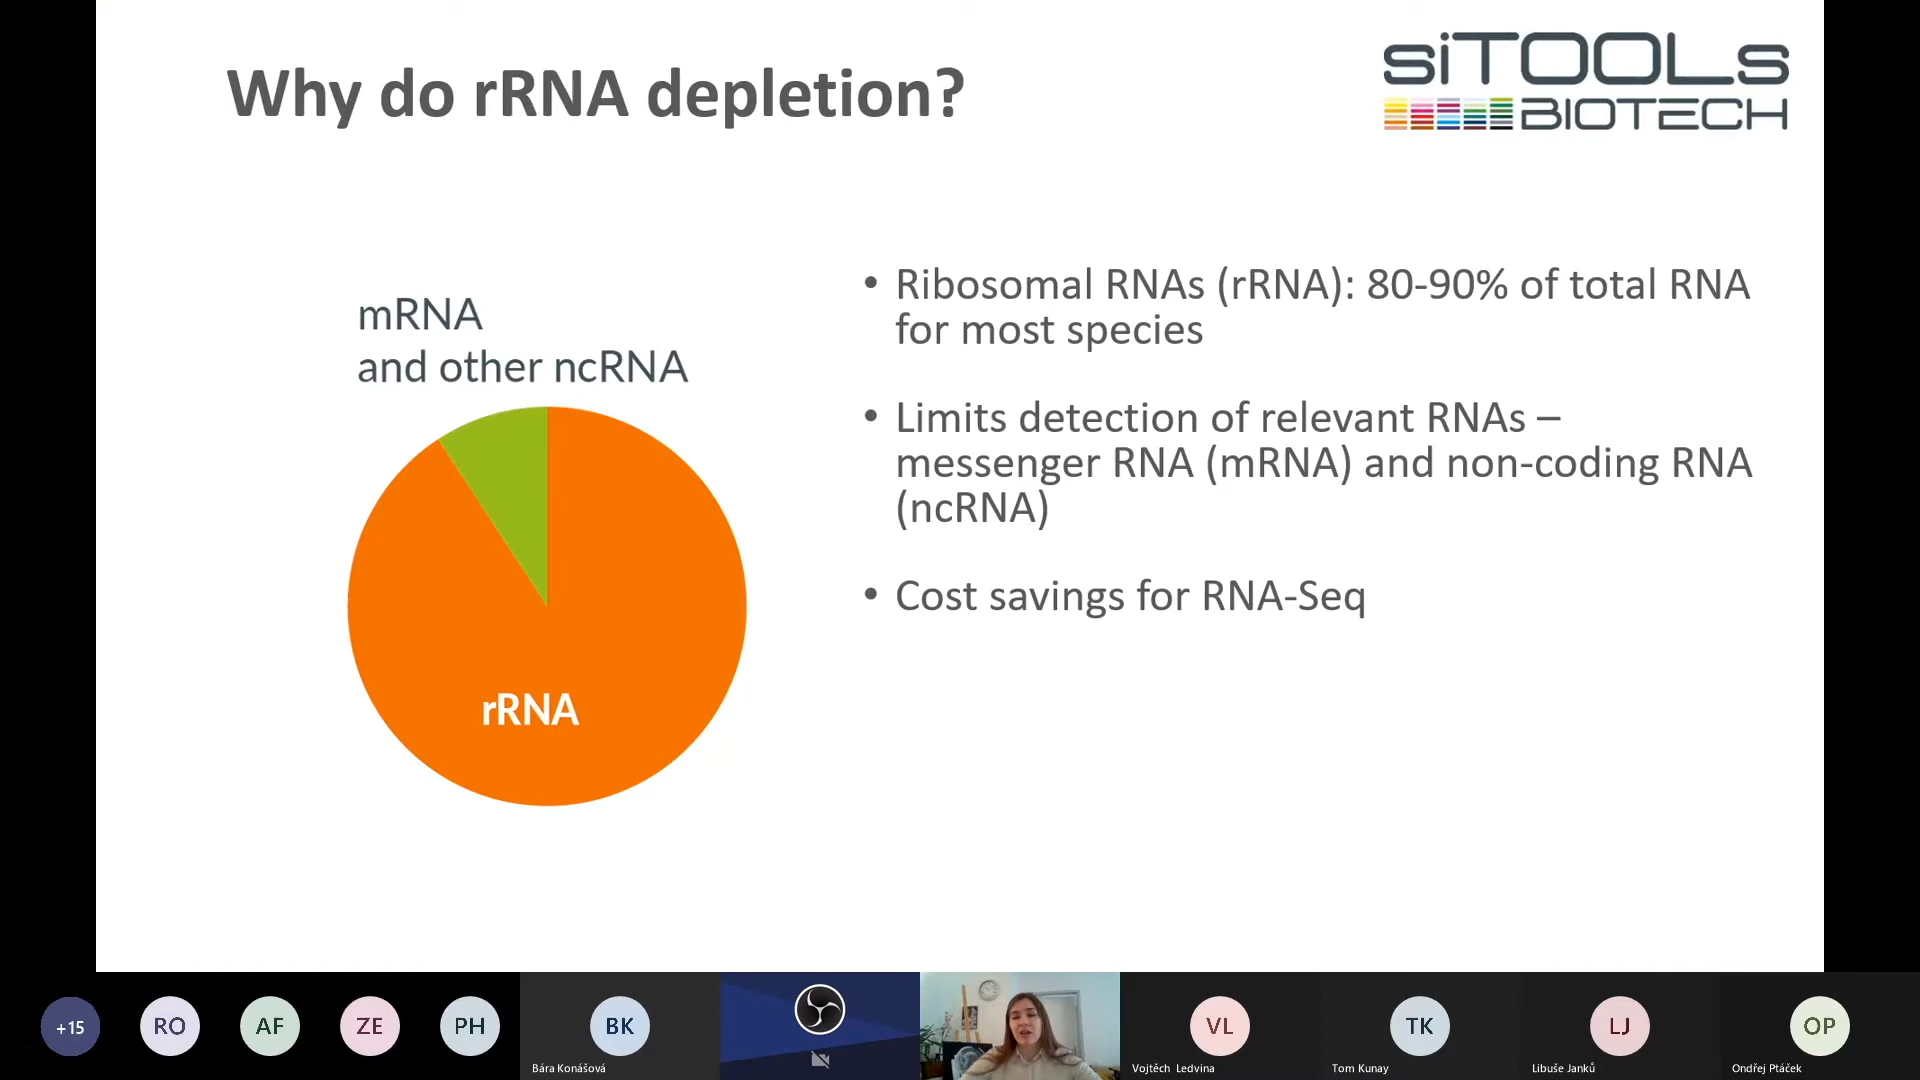 Why do rRNA depletion?
siTOOLs
BIOTECH
mRNA
and other ncRNA
rRNA
• Ribosomal RNAs (rRNA): 80-90% of total RNA
for most species
• Limits detection of relevant RNAs –
messenger RNA (mRNA) and non-coding RNA
(ncRNA)
• Cost savings for RNA-Seq
+15
RO
AF
ZE
PH
BK
Bára Konášová
VL
Vojtěch Ledvina
TK
Tom Kunay
LJ
Libuše Janků
OP
Ondřej Ptáček